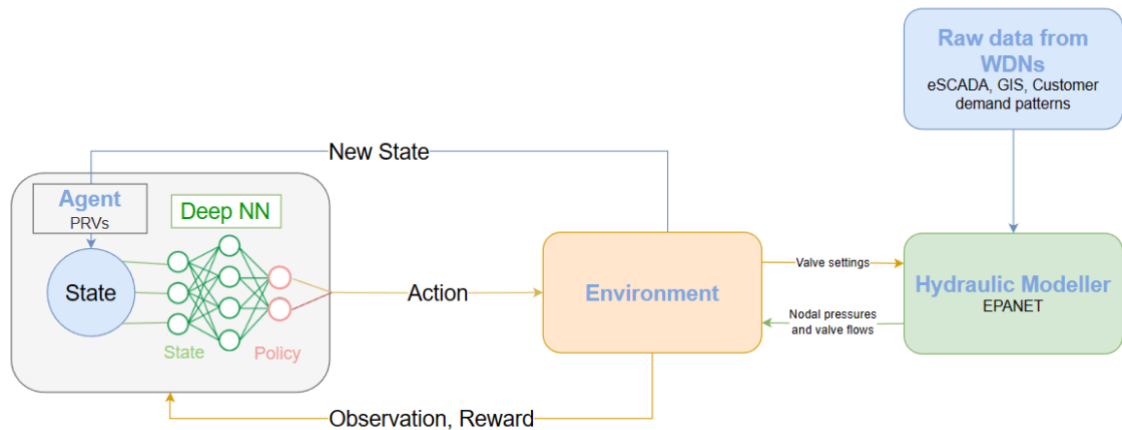 Raw data from
WDNs
eSCADA, GIS, Customer
demand patterns
New State
Agent
PRVs
Deep NN
State
State
Policy
Action
Environment
Valve settings
Nodal pressures
and valve flows
Hydraulic Modeller
EPANET
Observation, Reward